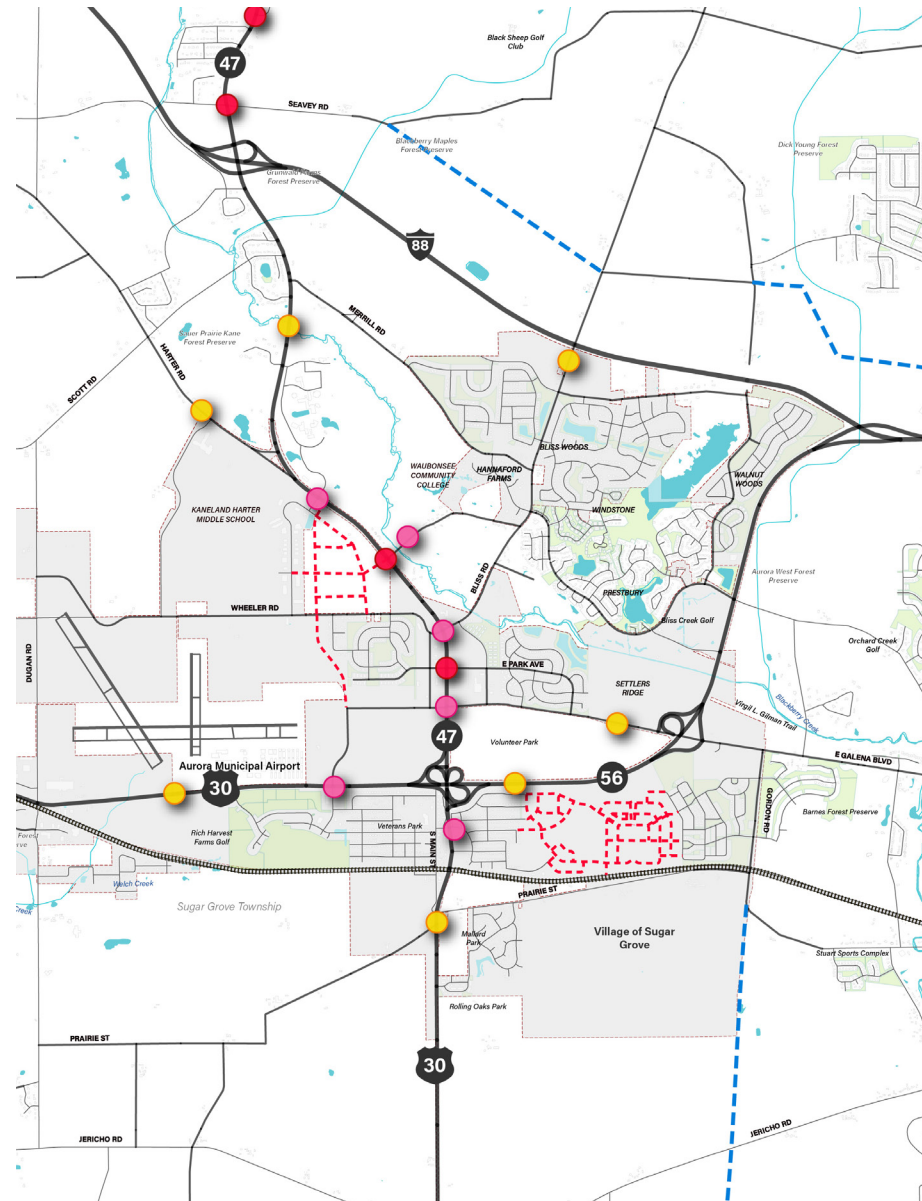 Black Sheep Golf
Club
47
SEAVEY RD
Blackberry Maples
Forest Preserve
Dick Young Forest
Preserve
Forest Preserve
88
MERRILL RD
Sauer Prairie Kane
Forest Preserve
HARTER RD
SCOTT RD
BLISS WOODS
WAUBONSEE
COMMUNITY
COLLEGE
HANNAFORD
FARMS
WALNUT
WOODS
KANELAND HARTER
MIDDLE SCHOOL
WINDSTONE
BLISS RD
Aurora West Forest
Preserve
PRESTBURY
WHEELER RD
Bliss Creek Golf
Orchard Creek
Golf
DUGAN RD
E PARK AVE
SETTLERS
RIDGE
Blackberry Creek
Virgil L. Gilman Trail
47
Volunteer Park
E GALENA BLVD
Aurora Municipal Airport
30
56
GORDON RD
Barnes Forest Preserve
Rich Harvest
Farms Golf
Veterans Park
S MAIN ST
Forest
Preserve
Welch Creek
PRAIRIE ST
Creek
Sugar Grove Township
Mallard
Park
Village of Sugar
Grove
Stuart Sports Complex
Rolling Oaks Park
PRAIRIE ST
30
JERICHO RD
JERICHO RD